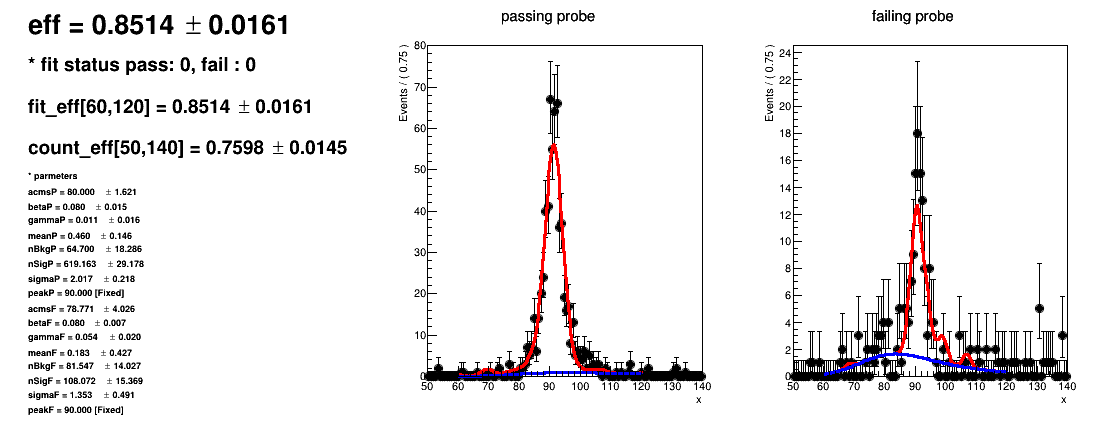 eff = 0.8514 ± 0.0161
* fit status pass: 0, fail : 0
fit_eff[60,120] = 0.8514 ± 0.0161
count_eff[50,140] = 0.7598 ± 0.0145
* parmeters
acmsP = 80.000 ± 1.621
betaP = 0.080 ± 0.015
gammaP = 0.011 ± 0.016
meanP = 0.460 ± 0.146
nBkgP = 64.700 ± 18.286
nSigP = 619.163 ± 29.178
sigmaP = 2.017 ± 0.218
peakP = 90.000 [Fixed]
acmsF = 78.771 ± 4.026
betaF = 0.080 ± 0.007
gammaF = 0.054 ± 0.020
meanF = 0.183 ± 0.427
nBkgF = 81.547 ± 14.027
nSigF = 108.072 ± 15.369
sigmaF = 1.353 ± 0.491
peakF = 90.000 [Fixed]
passing probe
Events / ( 0.75 )
80
70
60
50
40
30
20
10
0
50 60 70 80 90 100 110 120 130 140
x
failing probe
Events / ( 0.75 )
24
22
20
18
16
14
12
10
8
6
4
2
0
50 60 70 80 90 100 110 120 130 140
x